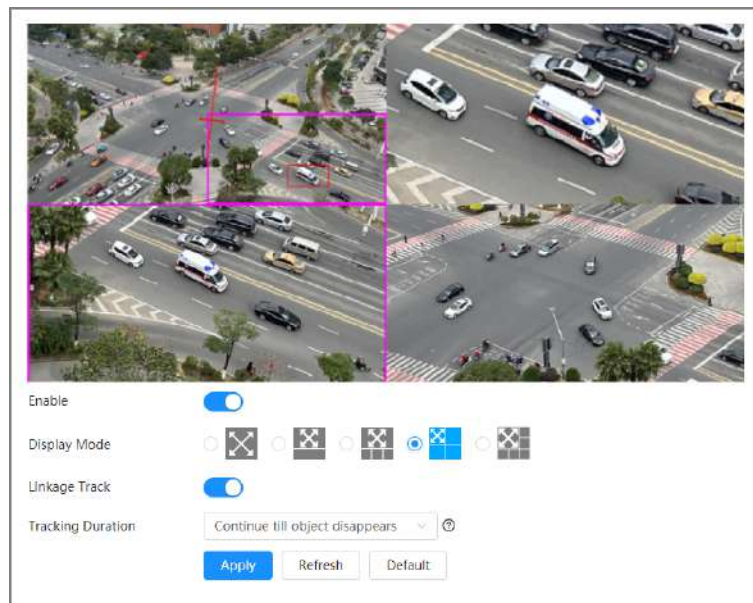 Enable
Display Mode
Linkage Track
Tracking Duration
Continue till object disappears
Apply
Refresh
Default